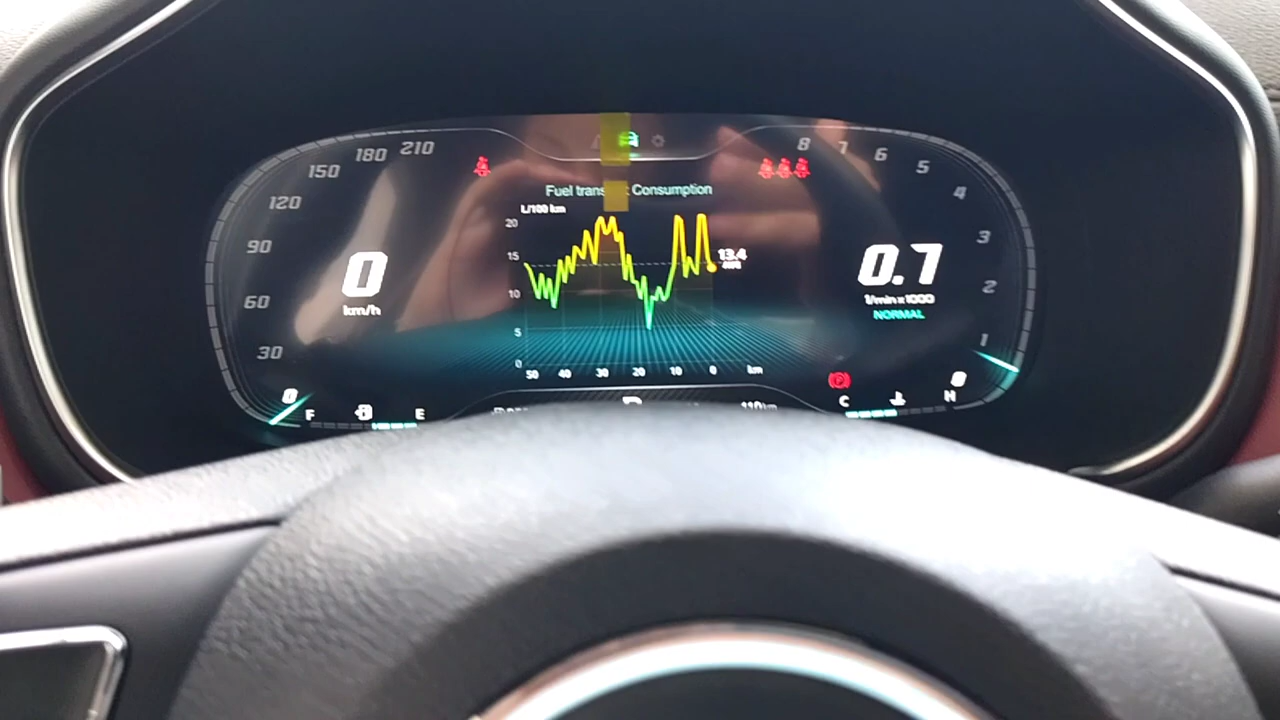 210
180
150
120
90
60
30
0
0
km/h
F
E
Fuel Consumption
L/100 km
20
15
10
5
0
13.4
50 40 30 20 10 0 km
8
7
6
5
4
3
2
1
0
0.7
1/min x 1000
NORMAL
P
C
H